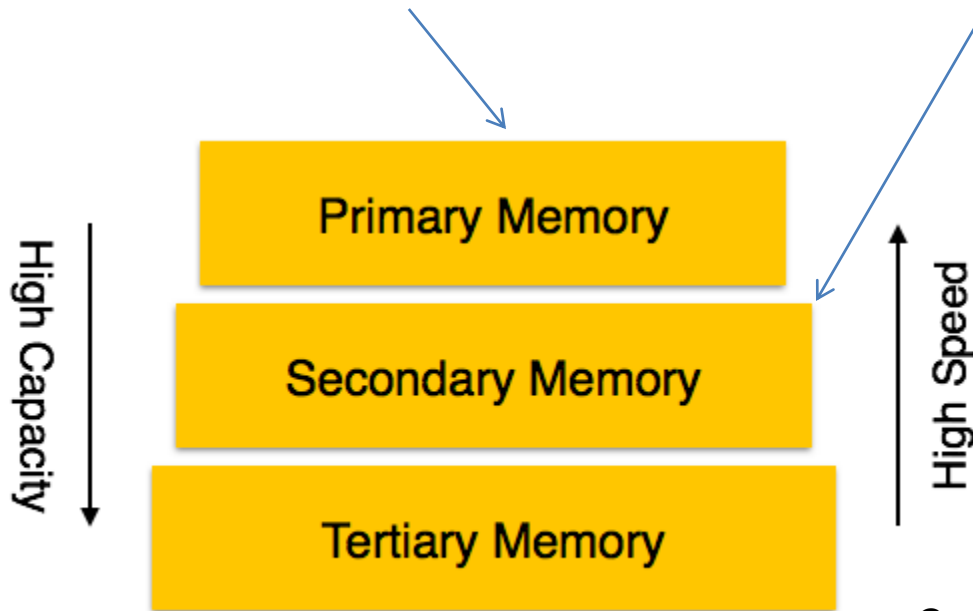 Primary Memory
High Capacity
High Speed
Secondary Memory
Tertiary Memory